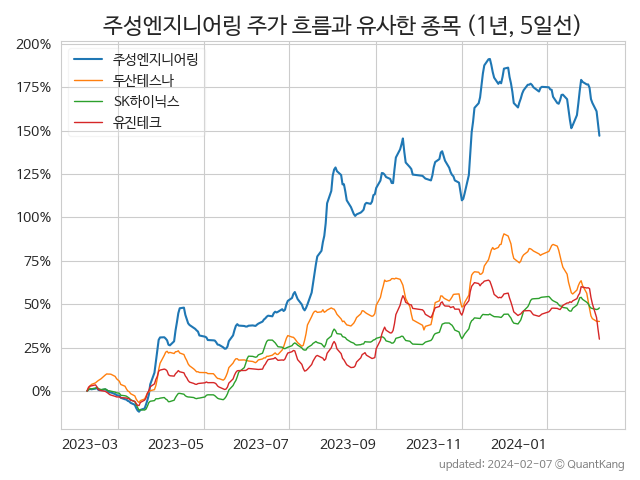 주성엔지니어링 주가 흐름과 유사한 종목 (1년, 5일선)
200%
175%
150%
125%
100%
75%
50%
25%
0%
주성엔지니어링
두산테스나
SK하이닉스
유진테크
2023-03 2023-05 2023-07 2023-09 2023-11 2024-01
updated: 2024-02-07 © QuantKang